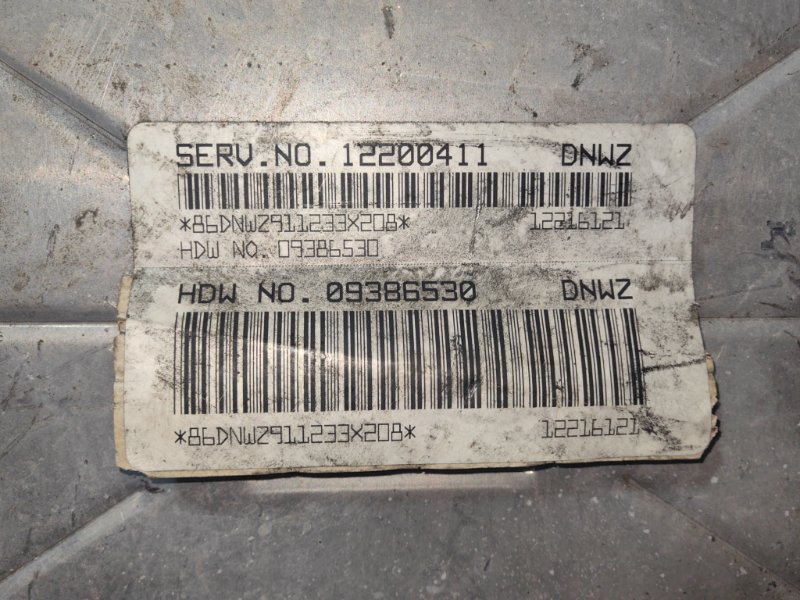 SERV.NO. 12200411 DNWZ
*86DNWZ911233X208* 12216121
HDW NO. 09386530
HDW NO. 09386530 DNWZ
*86DNWZ911233X208* 12216121